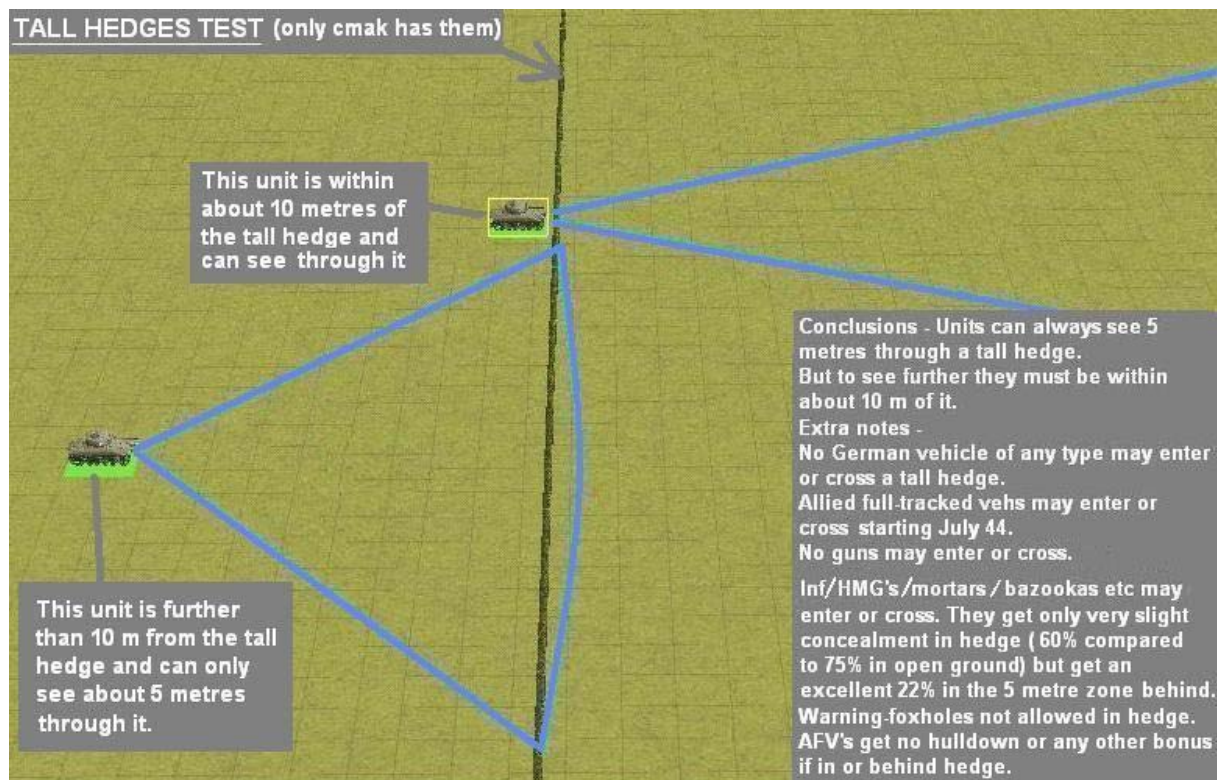 TALL HEDGES TEST (only cmak has them)
This unit is within
about 10 metres of
the tall hedge and
can see through it
This unit is further
than 10 m from the tall
hedge and can only
see about 5 metres
through it.
Conclusions - Units can always see 5
metres through a tall hedge.
But to see further they must be within
about 10 m of it.
Extra notes -
No German vehicle of any type may enter
or cross a tall hedge.
Allied full-tracked vehs may enter or
cross starting July 44.
No guns may enter or cross.
Inf/HMG's/mortars/bazookas etc may
enter or cross. They get only very slight
concealment in hedge (60% compared
to 75% in open ground) but get an
excellent 22% in the 5 metre zone behind.
Warning-foxholes not allowed in hedge.
AFV's get no hulldown or any other bonus
if in or behind hedge.